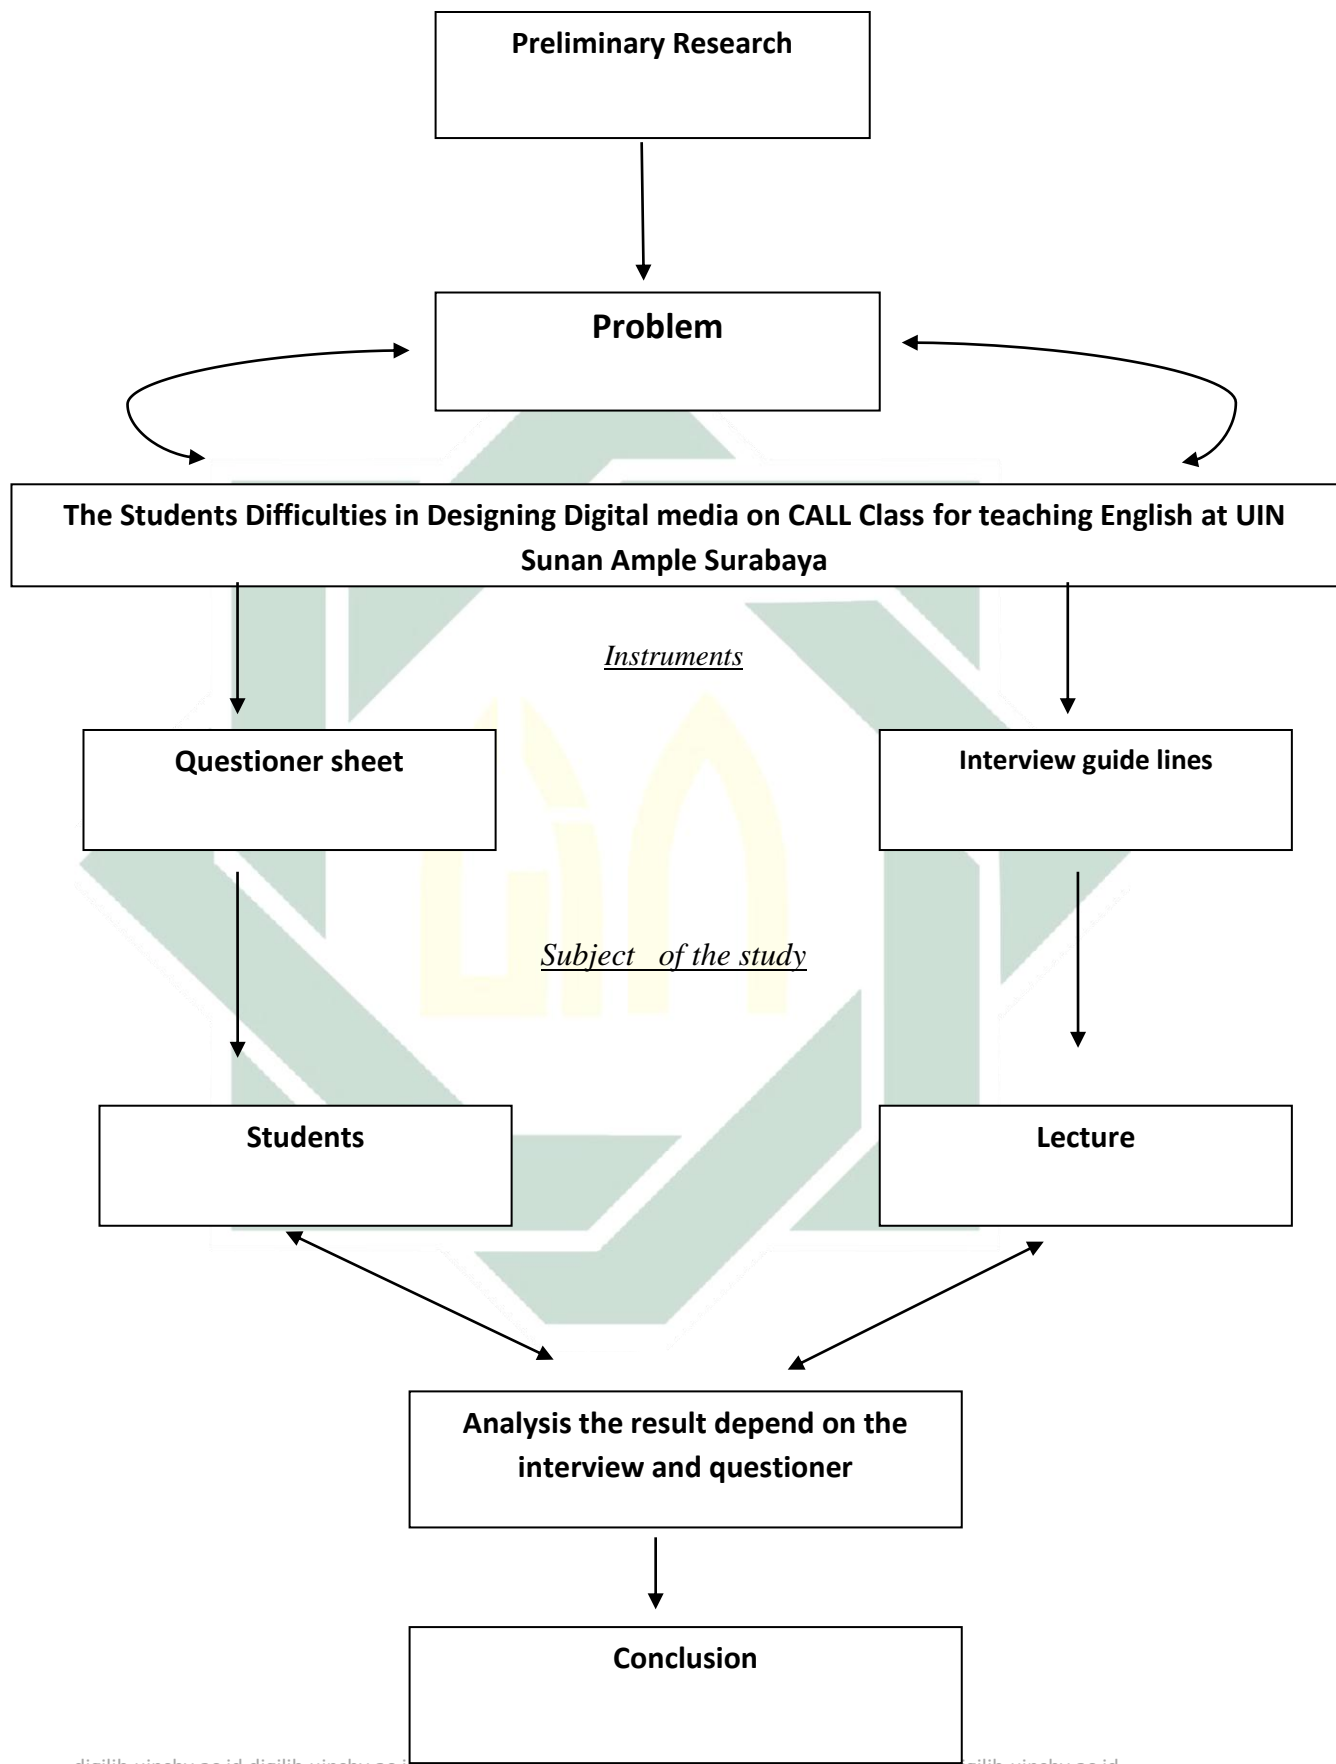 Preliminary Research
Problem
The Students Difficulties in Designing Digital media on CALL Class for teaching English at UIN
Sunan Ample Surabaya
Instruments
Questioner sheet
Interview guide lines
Subject of the study
Students
Lecture
Analysis the result depend on the
interview and questioner
Conclusion